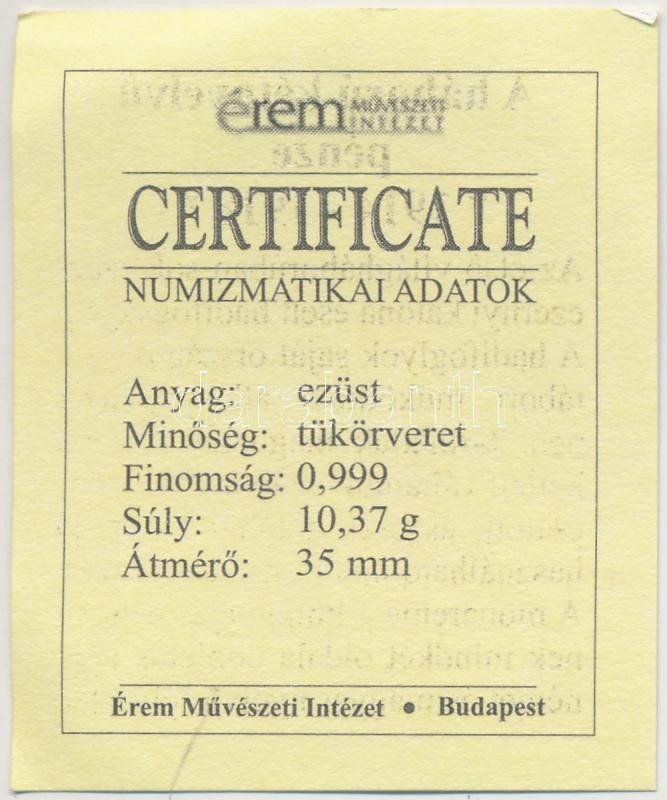 érem MŰVÉSZETI
INTÉZET
CERTIFICATE
NUMIZMATIKAI ADATOK
Anyag: ezüst
Minőség: tükörveret
Finomság: 0,999
Súly: 10,37 g
Átmérő: 35 mm
darabanth
Érem Művészeti Intézet • Budapest